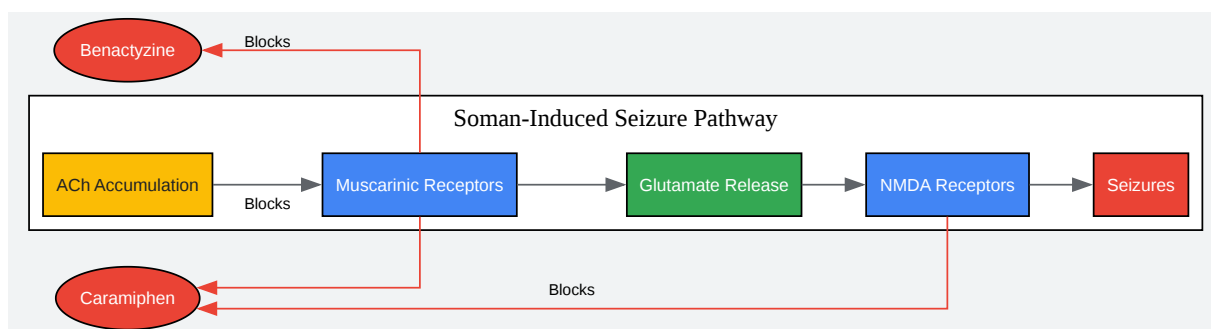 Benactyzine
Blocks
Soman-Induced Seizure Pathway
ACh Accumulation
Blocks
Muscarinic Receptors
Glutamate Release
NMDA Receptors
Seizures
Caramiphen
Blocks